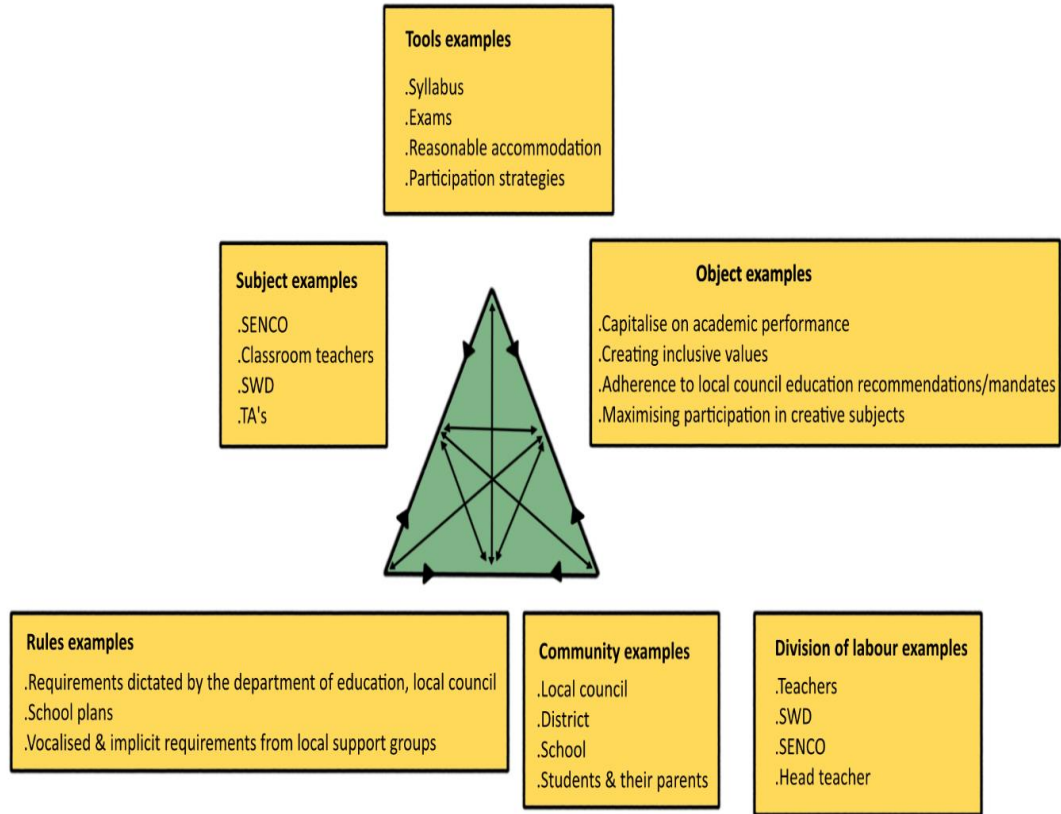 Tools examples
.Syllabus
.Exams
.Reasonable accommodation
.Participation strategies
Subject examples
.SENCO
.Classroom teachers
.SWD
.TA's
Object examples
.Capitalise on academic performance
.Creating inclusive values
.Adherence to local council education recommendations/mandates
.Maximising participation in creative subjects
Rules examples
.Requirements dictated by the department of education, local council
.School plans
.Vocalised & implicit requirements from local support groups
Community examples
.Local council
.District
.School
.Students & their parents
Division of labour examples
.Teachers
.SWD
.SENCO
.Head teacher